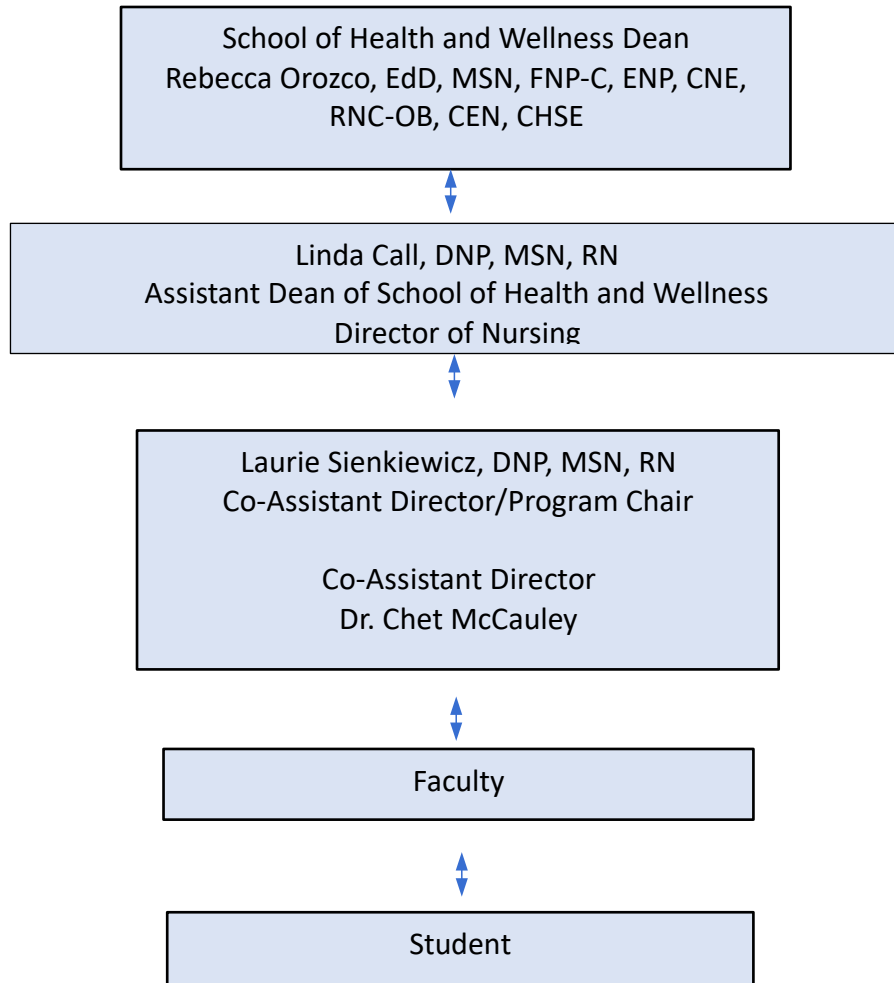 School of Health and Wellness Dean
Rebecca Orozco, EdD, MSN, FNP-C, ENP, CNE,
RNC-OB, CEN, CHSE
Linda Call, DNP, MSN, RN
Assistant Dean of School of Health and Wellness
Director of Nursing
Laurie Sienkiewicz, DNP, MSN, RN
Co-Assistant Director/Program Chair
Co-Assistant Director
Dr. Chet McCauley
Faculty
Student